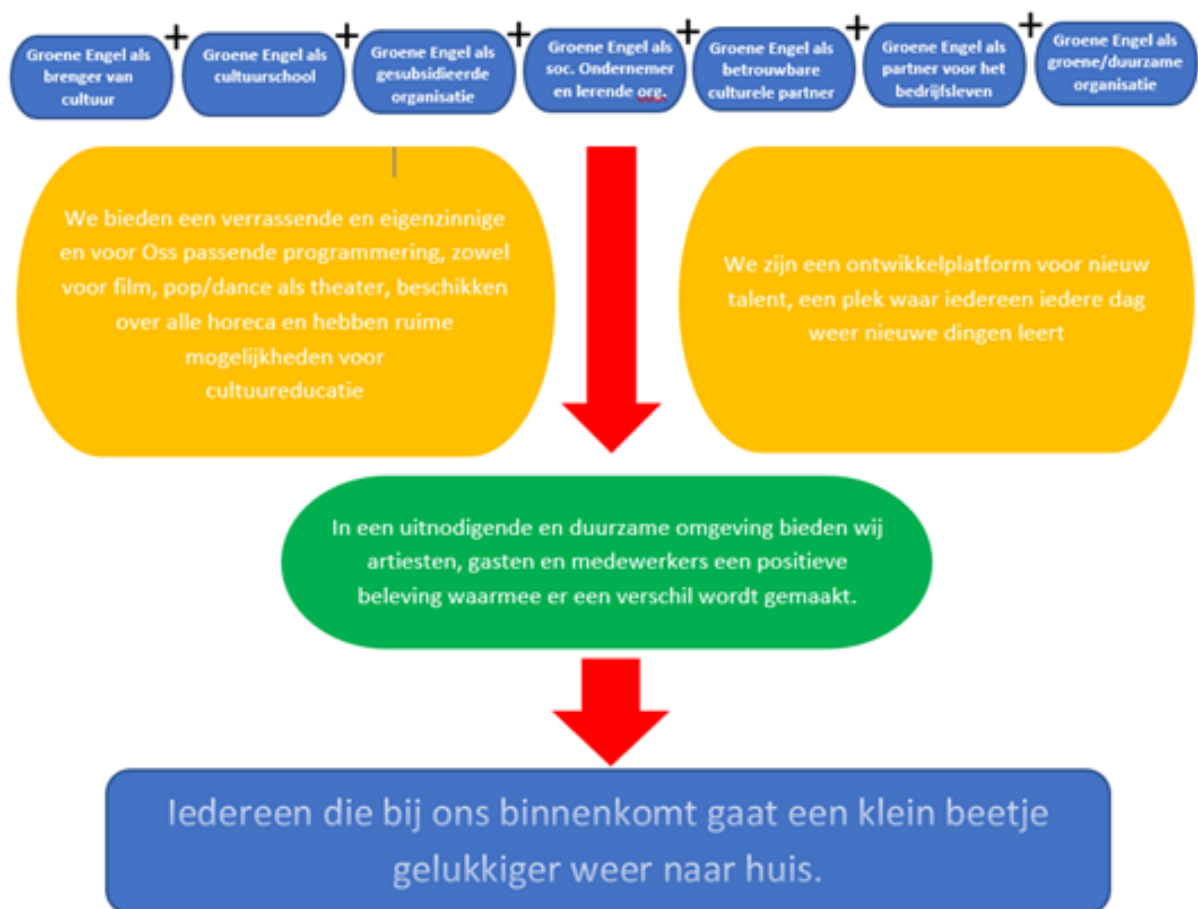 Groene Engel als
brenger van
cultuur
+
Groene Engel als
cultuurschool
+
Groene Engel als
gesubsidieerde
organisatie
+
Groene Engel als
soc. Ondernemer
en lerende org.
+
Groene Engel als
betrouwbare
culturele partner
+
Groene Engel als
partner voor het
bedrijfsleven
+
Groene Engel als
groene/duurzame
organisatie
We bieden een verrassende en eigenzinnige
en voor Oss passende programmering, zowel
voor film, pop/dance als theater, beschikken
over alle horeca en hebben ruime
mogelijkheden voor
cultuureducatie
We zijn een ontwikkelplatform voor nieuw
talent, een plek waar iedereen iedere dag
weer nieuwe dingen leert
In een uitnodigende en duurzame omgeving bieden wij
artiesten, gasten en medewerkers een positieve
beleving waarmee er een verschil wordt gemaakt.
Iedereen die bij ons binnenkomt gaat een klein beetje
gelukkiger weer naar huis.